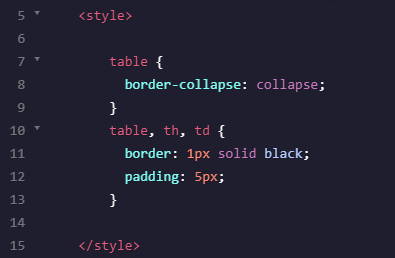 5 <style>
6
7 table {
8 border-collapse: collapse;
9 }
10 table, th, td {
11 border: 1px solid black;
12 padding: 5px;
13 }
14
15 </style>